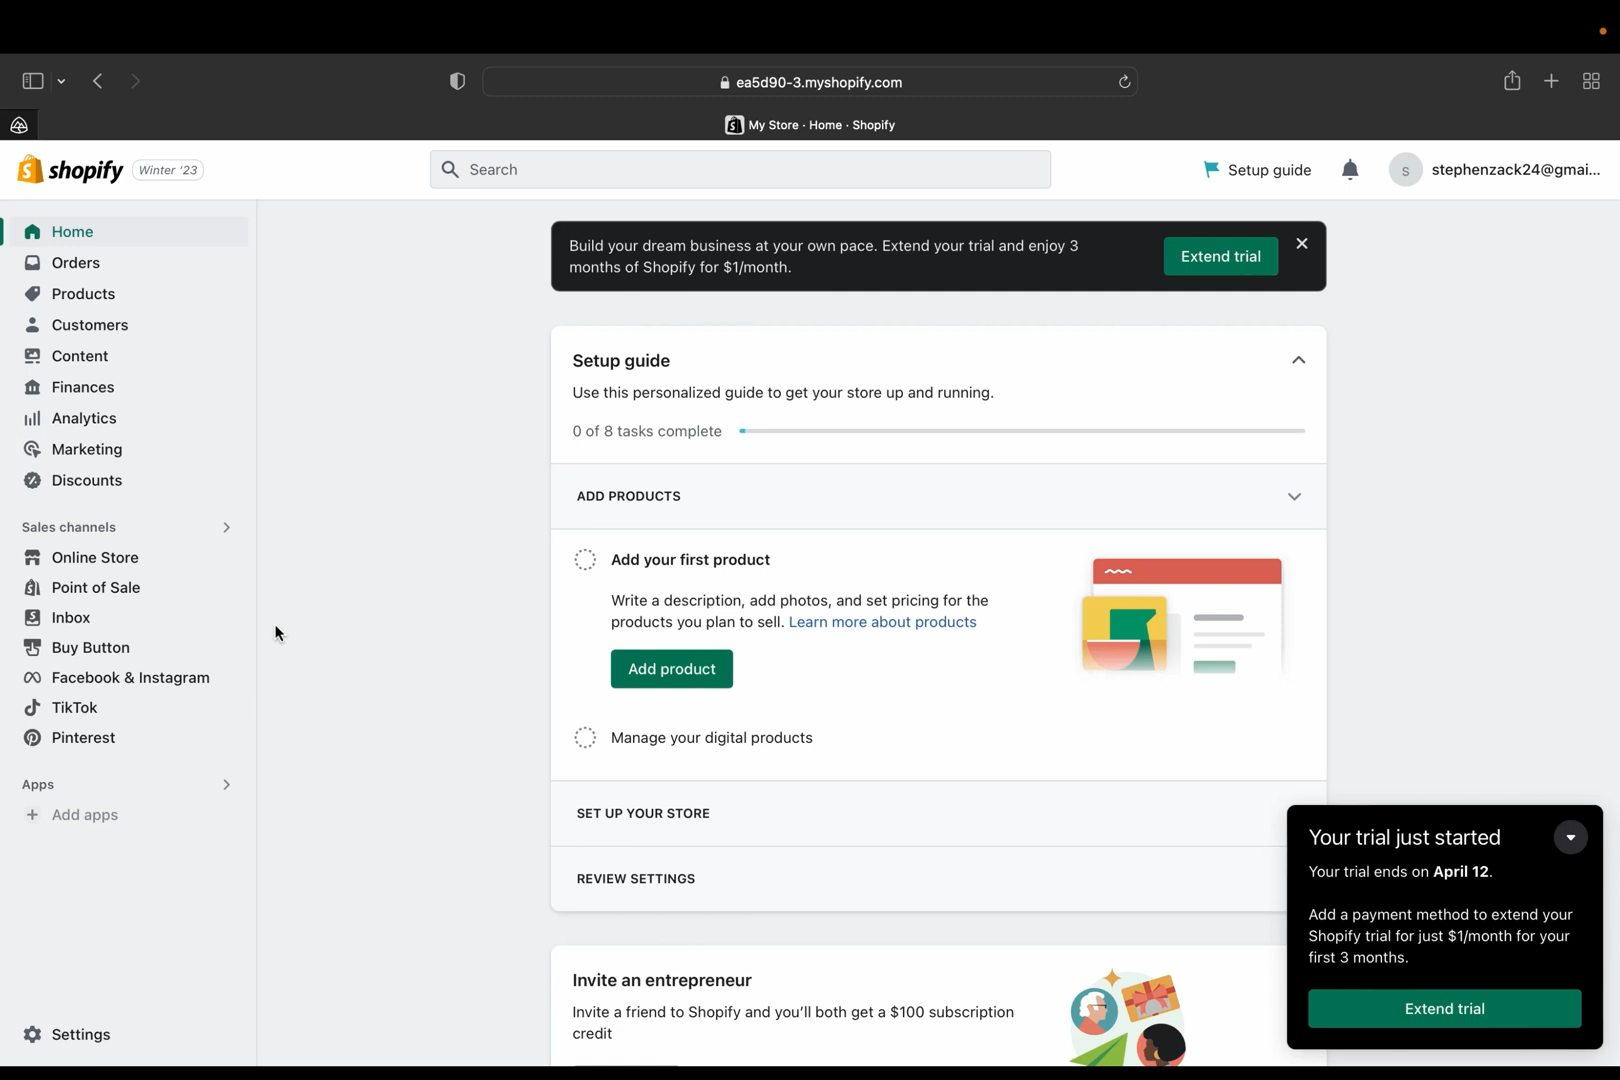 ea5d90-3.myshopify.com
My Store · Home · Shopify
shopify
Winter '23
Search
Setup guide
s
stephenzack24@gmai...
Home
Orders
Products
Customers
Content
Finances
Analytics
Marketing
Discounts
Sales channels
Online Store
Point of Sale
Inbox
Buy Button
Facebook & Instagram
TikTok
Pinterest
Apps
Add apps
Settings
Build your dream business at your own pace. Extend your trial and enjoy 3
months of Shopify for $1/month.
Extend trial
Setup guide
Use this personalized guide to get your store up and running.
0 of 8 tasks complete
ADD PRODUCTS
Add your first product
Write a description, add photos, and set pricing for the
products you plan to sell. Learn more about products
Add product
Manage your digital products
SET UP YOUR STORE
REVIEW SETTINGS
Invite an entrepreneur
Invite a friend to Shopify and you'll both get a $100 subscription
credit
Your trial just started
Your trial ends on April 12.
Add a payment method to extend your
Shopify trial for just $1/month for your
first 3 months.
Extend trial